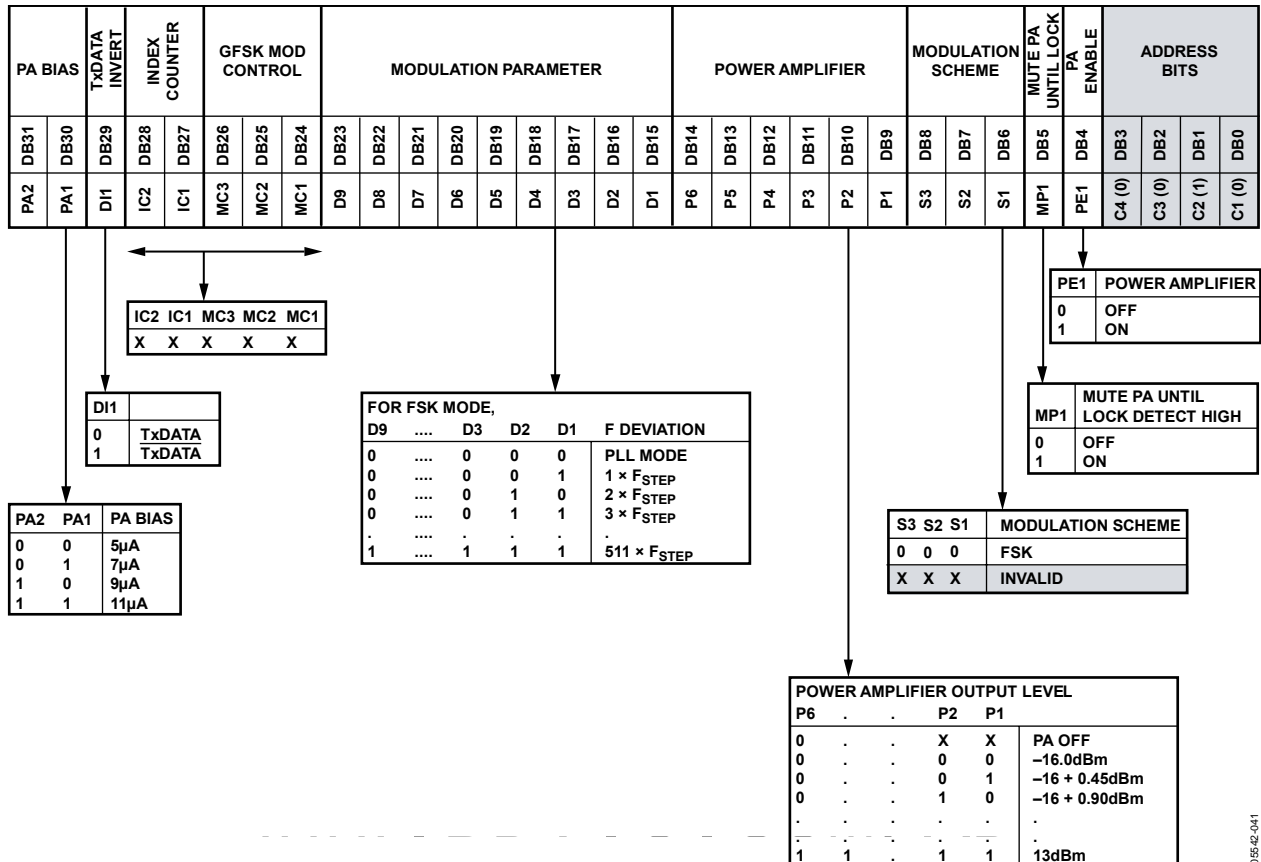 PA BIAS
TxDATA INVERT
INDEX COUNTER
GFSK MOD CONTROL
MODULATION PARAMETER
POWER AMPLIFIER
MODULATION SCHEME
MUTE PA UNTIL LOCK
PA ENABLE
ADDRESS BITS
DB31 DB30 DB29 DB28 DB27 DB26 DB25 DB24 DB23 DB22 DB21 DB20 DB19 DB18 DB17 DB16 DB15 DB14 DB13 DB12 DB11 DB10 DB9 DB8 DB7 DB6 DB5 DB4 DB3 DB2 DB1 DB0
PA2 PA1 DI1 IC2 IC1 MC3 MC2 MC1 D9 D8 D7 D6 D5 D4 D3 D2 D1 P6 P5 P4 P3 P2 P1 S3 S2 S1 MP1 PE1 C4 (0) C3 (0) C2 (1) C1 (0)
PE1 POWER AMPLIFIER
0 OFF
1 ON
IC2 IC1 MC3 MC2 MC1
X X X X X
MP1 MUTE PA UNTIL LOCK DETECT HIGH
0 OFF
1 ON
DI1
0 TxDATA
1 TxDATA
FOR FSK MODE,
D9 .... D3 D2 D1 F DEVIATION
0 .... 0 0 0 PLL MODE
0 .... 0 0 1 1 × FSTEP
0 .... 0 1 0 2 × FSTEP
0 .... 0 1 1 3 × FSTEP
. .... . . . .
1 .... 1 1 1 511 × FSTEP
PA2 PA1 PA BIAS
0 0 5µA
0 1 7µA
1 0 9µA
1 1 11µA
S3 S2 S1 MODULATION SCHEME
0 0 0 FSK
X X X INVALID
POWER AMPLIFIER OUTPUT LEVEL
P6 . . P2 P1
0 . . X X PA OFF
0 . . 0 0 –16.0dBm
0 . . 0 1 –16 + 0.45dBm
0 . . 1 0 –16 + 0.90dBm
. . . . . .
. . . . . .
1 1 . 1 1 13dBm
05542-041